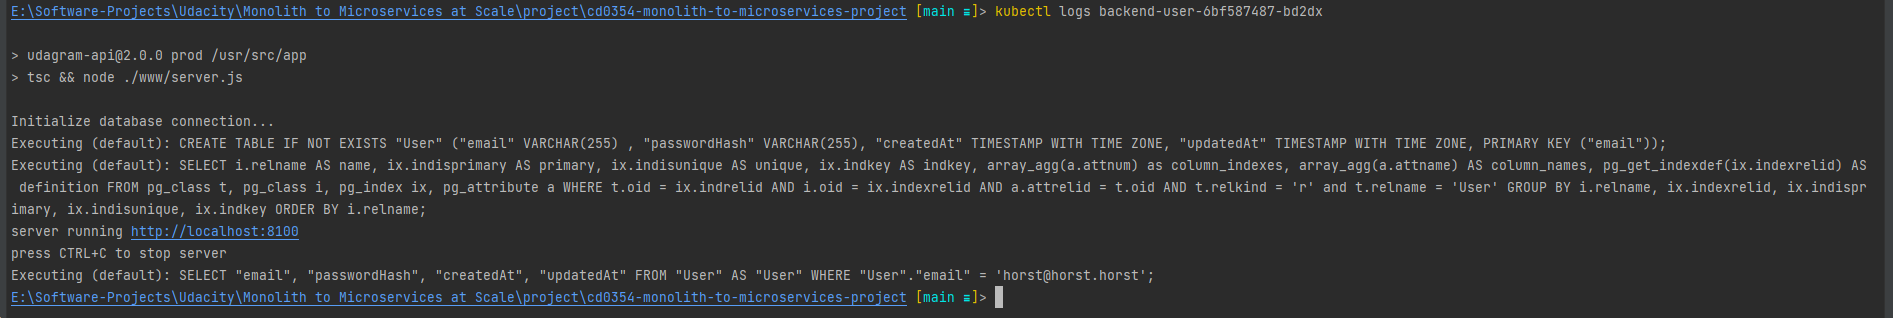 E:\Software-Projects\Udacity\Monolith to Microservices at Scale\project\cd0354-monolith-to-microservices-project [main ≡]> kubectl logs backend-user-6bf587487-bd2dx
> udagram-api@2.0.0 prod /usr/src/app
> tsc && node ./www/server.js
Initialize database connection...
Executing (default): CREATE TABLE IF NOT EXISTS "User" ("email" VARCHAR(255) , "passwordHash" VARCHAR(255), "createdAt" TIMESTAMP WITH TIME ZONE, "updatedAt" TIMESTAMP WITH TIME ZONE, PRIMARY KEY ("email"));
Executing (default): SELECT i.relname AS name, ix.indisprimary AS primary, ix.indisunique AS unique, ix.indkey AS indkey, array_agg(a.attnum) as column_indexes, array_agg(a.attname) AS column_names, pg_get_indexdef(ix.indexrelid) AS
definition FROM pg_class t, pg_class i, pg_index ix, pg_attribute a WHERE t.oid = ix.indrelid AND i.oid = ix.indexrelid AND a.attrelid = t.oid AND t.relkind = 'r' and t.relname = 'User' GROUP BY i.relname, ix.indexrelid, ix.indispr
imary, ix.indisunique, ix.indkey ORDER BY i.relname;
server running http://localhost:8100
press CTRL+C to stop server
Executing (default): SELECT "email", "passwordHash", "createdAt", "updatedAt" FROM "User" AS "User" WHERE "User"."email" = 'horst@horst.horst';
E:\Software-Projects\Udacity\Monolith to Microservices at Scale\project\cd0354-monolith-to-microservices-project [main ≡]>